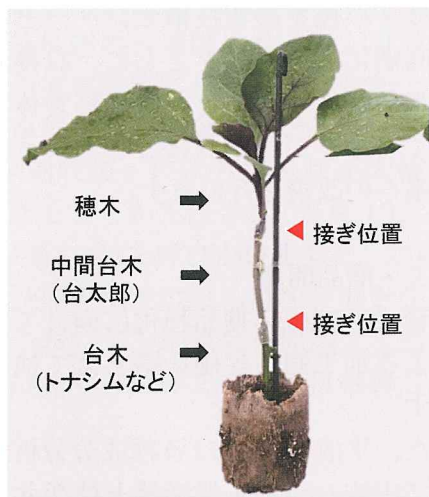 穂木
接ぎ位置
中間台木
(台太郎)
接ぎ位置
台木
(トナシムなど)